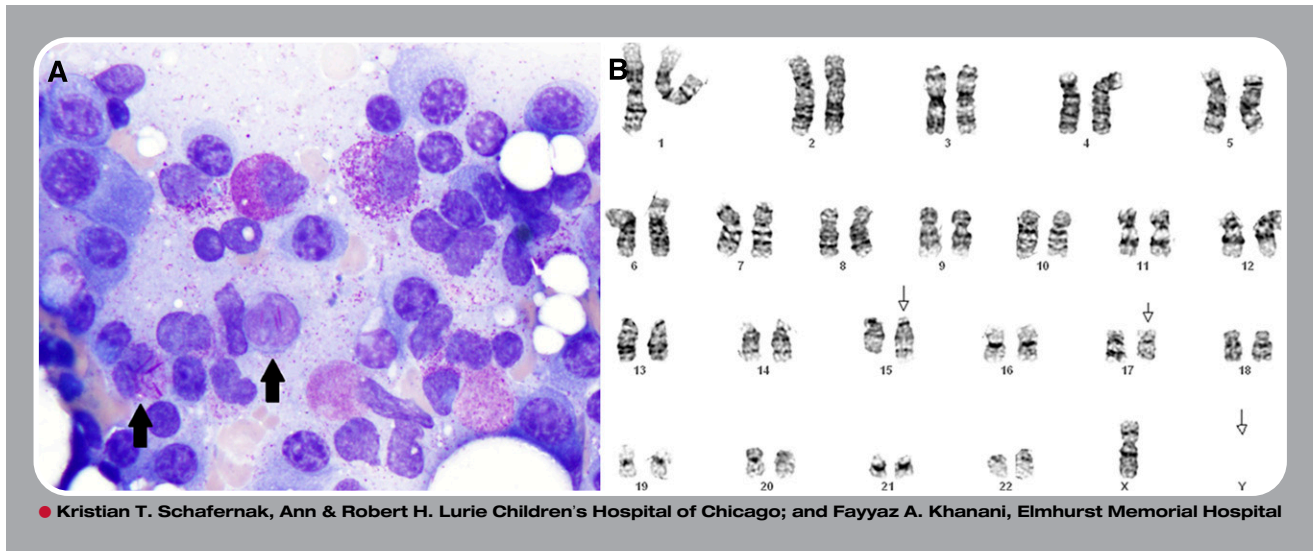 A
B
1 2 3 4 5
6 7 8 9 10 11 12
13 14 15 16 17 18
19 20 21 22 X Y
Kristian T. Schafernak, Ann & Robert H. Lurie Children's Hospital of Chicago; and Fayyaz A. Khanani, Elmhurst Memorial Hospital